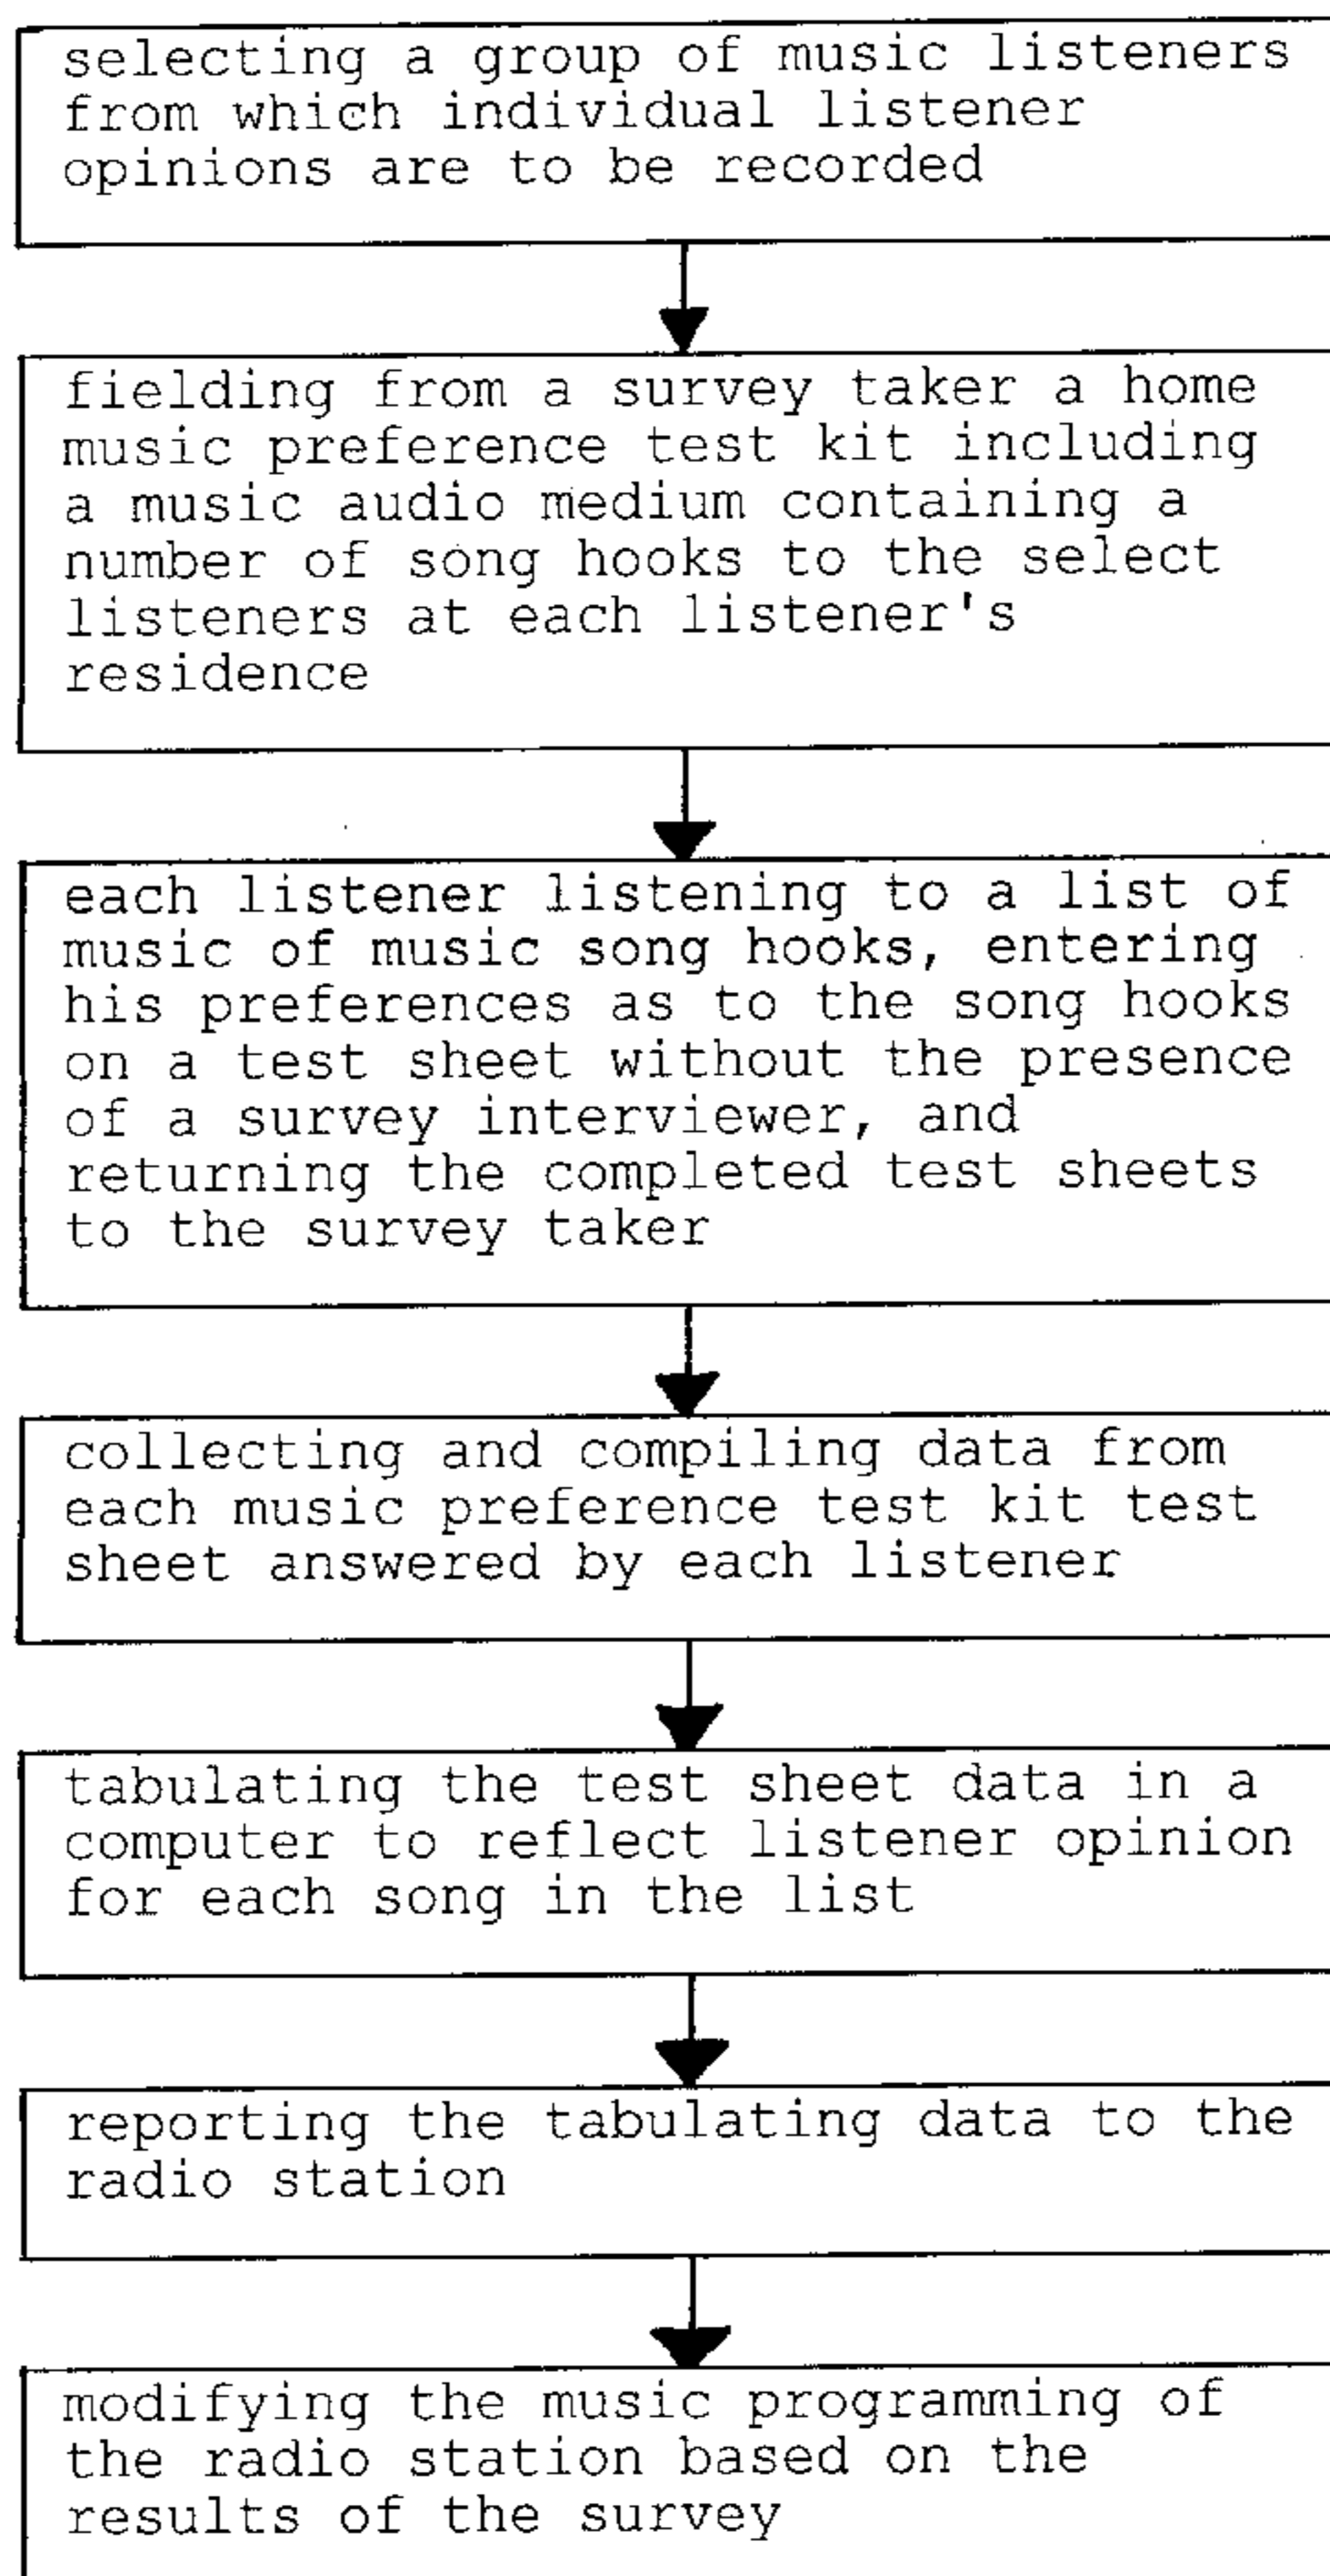 selecting a group of music listeners
from which individual listener
opinions are to be recorded
fielding from a survey taker a home
music preference test kit including
a music audio medium containing a
number of song hooks to the select
listeners at each listener's
residence
each listener listening to a list of
music of music song hooks, entering
his preferences as to the song hooks
on a test sheet without the presence
of a survey interviewer, and
returning the completed test sheets
to the survey taker
collecting and compiling data from
each music preference test kit test
sheet answered by each listener
tabulating the test sheet data in a
computer to reflect listener opinion
for each song in the list
reporting the tabulating data to the
radio station
modifying the music programming of
the radio station based on the
results of the survey